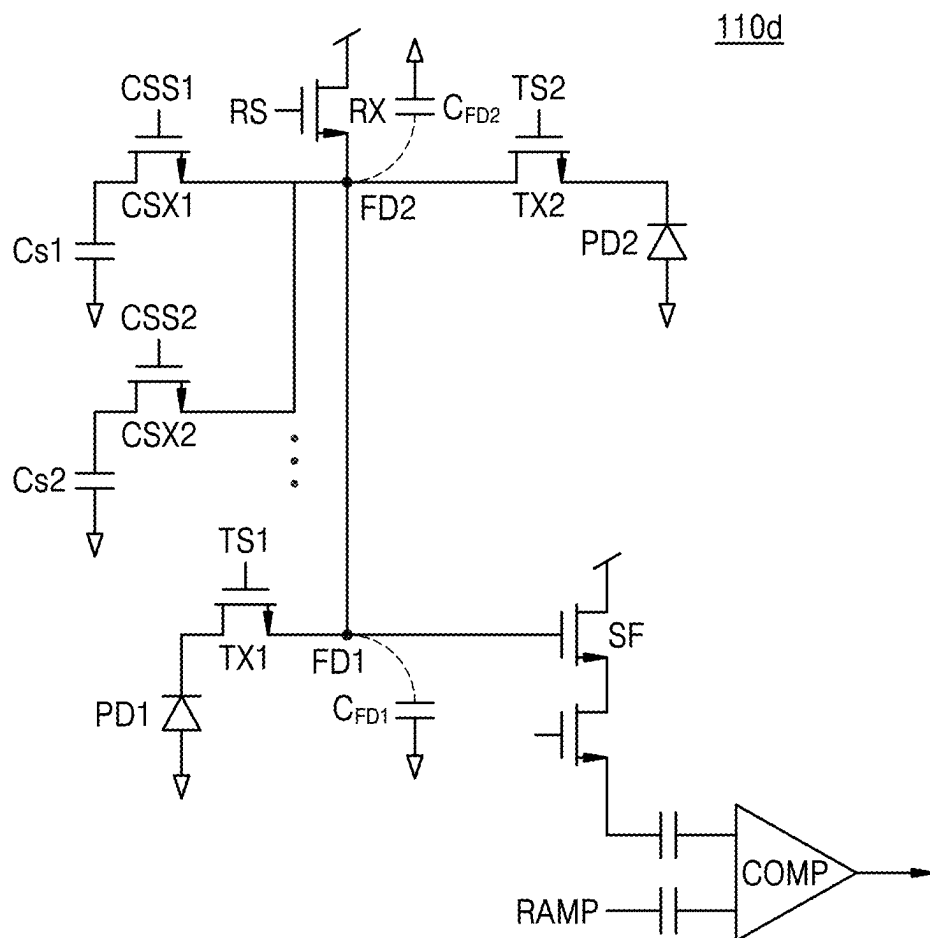 110d
CSS1
RS
RX
C_FD2
TS2
CSX1
FD2
TX2
Cs1
PD2
CSS2
CSX2
Cs2
TS1
SF
TX1
FD1
PD1
C_FD1
COMP
RAMP